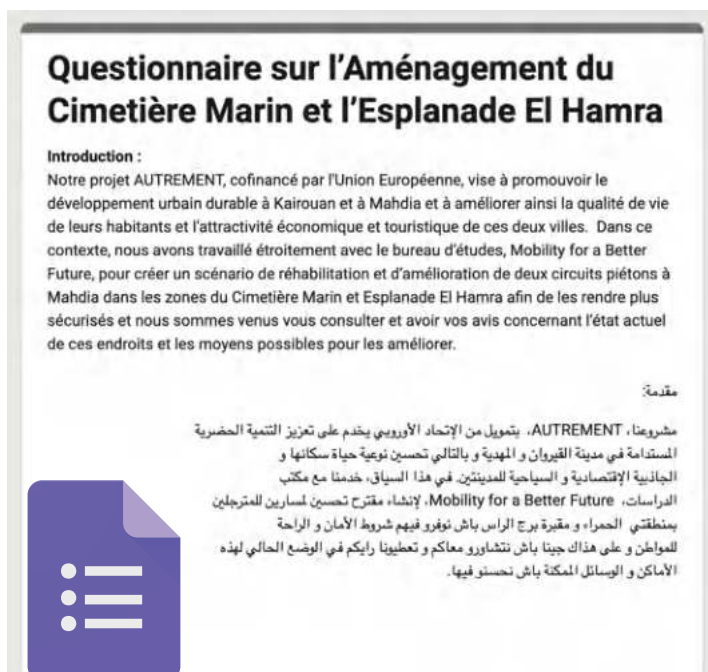 Questionnaire sur l'Aménagement du
Cimetière Marin et l'Esplanade El Hamra
Introduction :
Notre projet AUTREMENT, cofinancé par l'Union Européenne, vise à promouvoir le
développement urbain durable à Kairouan et à Mahdia et à améliorer ainsi la qualité de vie
de leurs habitants et l'attractivité économique et touristique de ces deux villes. Dans ce
contexte, nous avons travaillé étroitement avec le bureau d'études, Mobility for a Better
Future, pour créer un scénario de réhabilitation et d'amélioration de deux circuits piétons à
Mahdia dans les zones du Cimetière Marin et Esplanade El Hamra afin de les rendre plus
sécurisés et nous sommes venus vous consulter et avoir vos avis concernant l'état actuel
de ces endroits et les moyens possibles pour les améliorer.
مقدمة:
مشروعنا، AUTREMENT، بتمويل من الإتحاد الأوروبي يخدم على تعزيز التنمية الحضرية
المستدامة في مدينة القيروان و المهدية و بالتالي تحسين نوعية حياة سكانها و
الجاذبية الإقتصادية و السياحية للمدينتين. في هذا السياق، خدمنا مع مكتب
الدراسات، Mobility for a Better Future، لإنشاء مقترح تحسين لمسارين للمترجلين
بمنطقتي الحمراء و مقبرة برج الراس باش نوفرو فيهم شروط الأمان و الراحة
للمواطن و على هذاك جينا باش نتشاورو معاكم و تعطيونا رايكم في الوضع الحالي لهذه
الأماكن و الوسائل الممكنة باش نحسنو فيها.